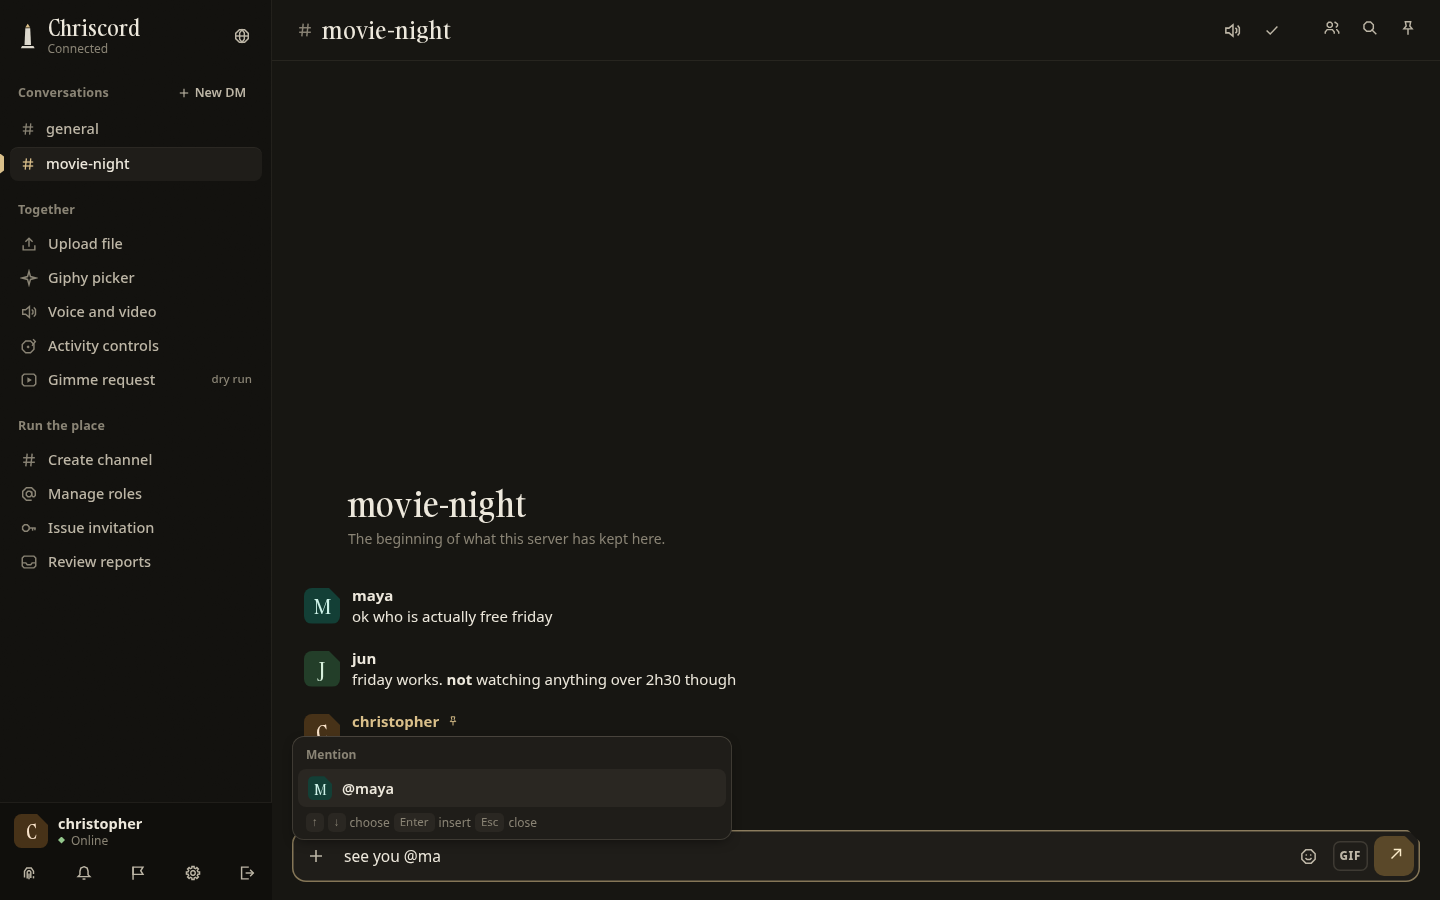 Chriscord
Connected
Conversations
+ New DM
# general
# movie-night
Together
Upload file
Giphy picker
Voice and video
Activity controls
Gimme request
dry run
Run the place
# Create channel
@ Manage roles
Issue invitation
Review reports
C
christopher
Online
# movie-night
movie-night
The beginning of what this server has kept here.
M
maya
ok who is actually free friday
J
jun
friday works. not watching anything over 2h30 though
C
christopher
Mention
M @maya
↑ ↓ choose Enter insert Esc close
+ see you @ma
GIF